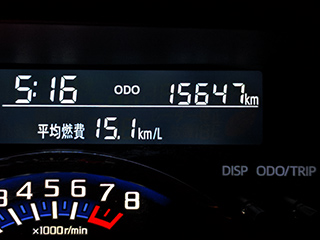 5:16 ODO 15647km
平均燃費 15.1km/L
DISP ODO/TRIP
3 4 5 6 7 8
×1000r/min